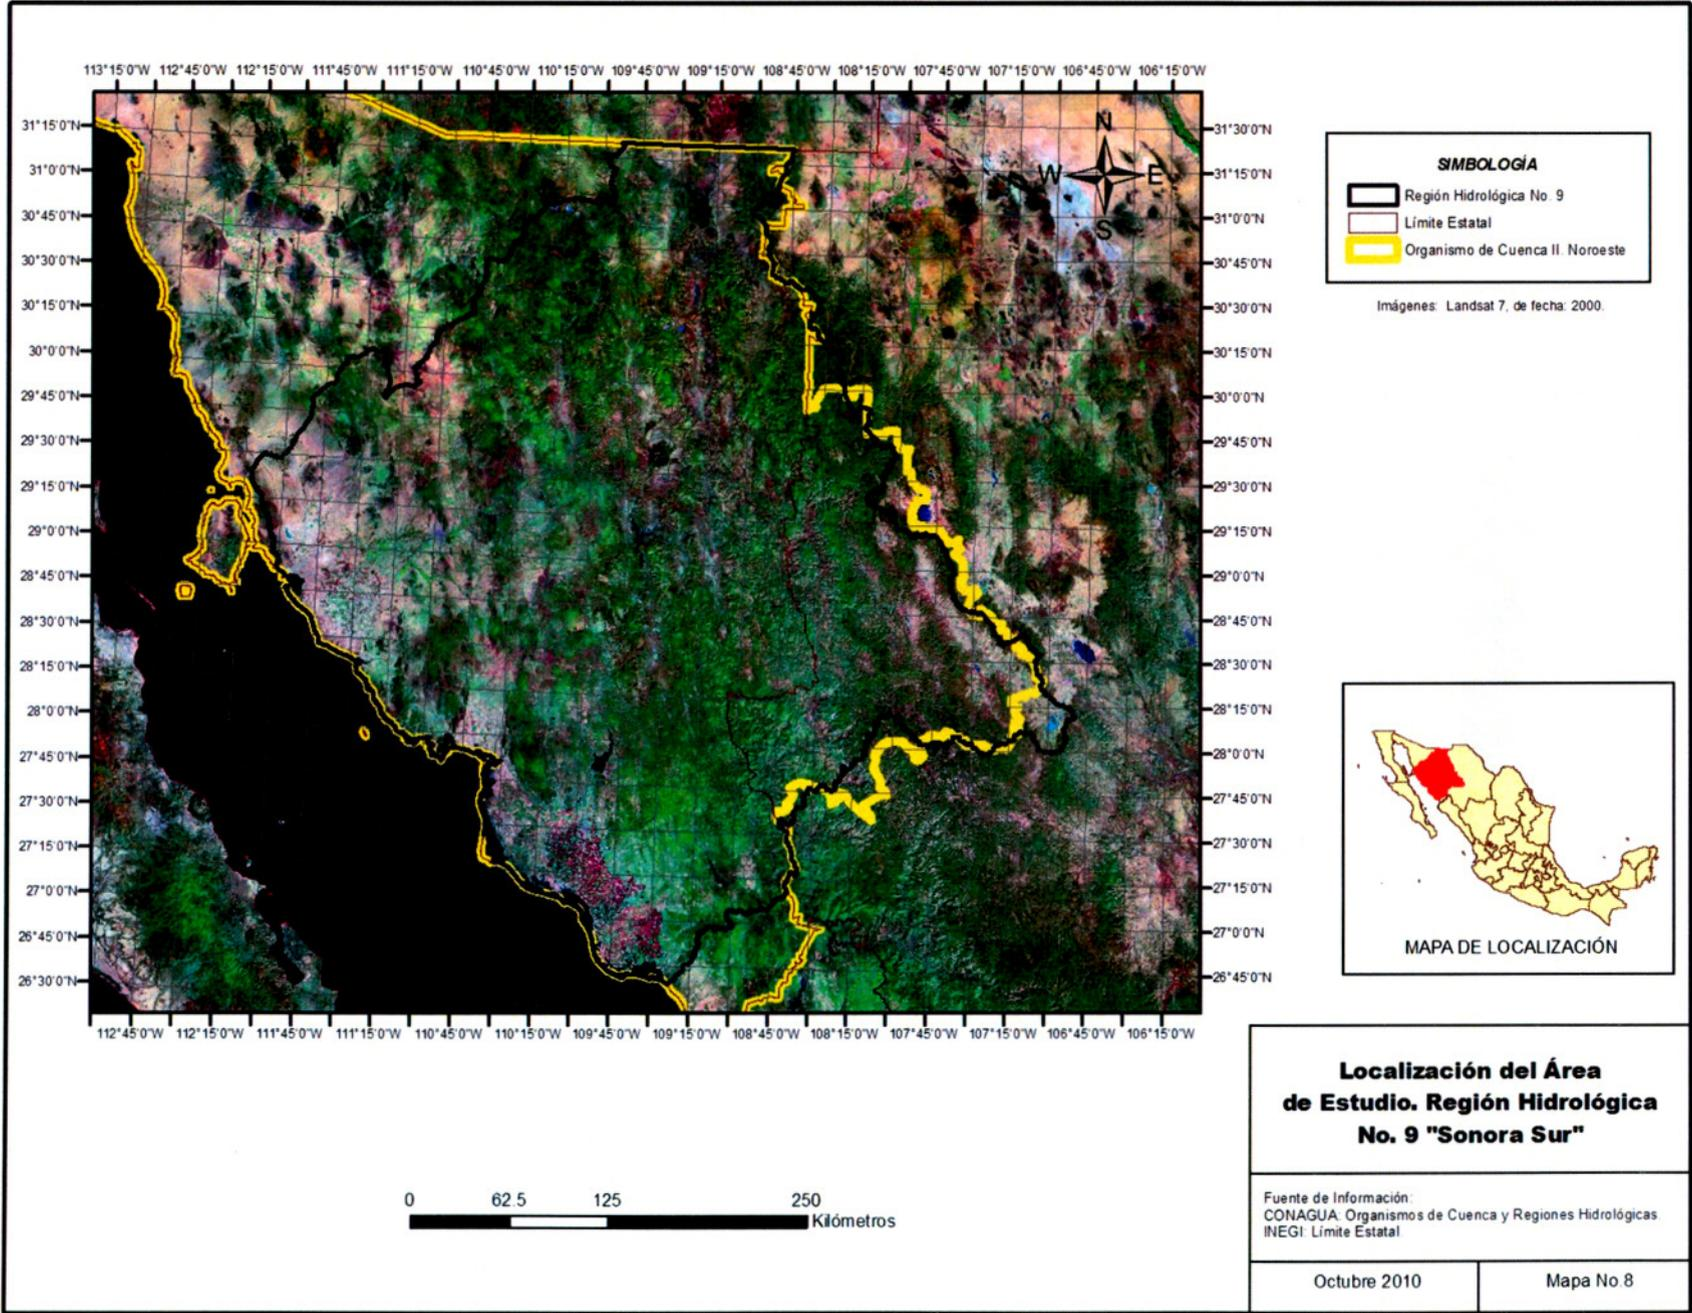 113°15'0"W 112°45'0"W 112°15'0"W 111°45'0"W 111°15'0"W 110°45'0"W 110°15'0"W 109°45'0"W 109°15'0"W 108°45'0"W 108°15'0"W 107°45'0"W 107°15'0"W 106°45'0"W 106°15'0"W
31°15'0"N
31°0'0"N
30°45'0"N
30°30'0"N
30°15'0"N
30°0'0"N
29°45'0"N
29°30'0"N
29°15'0"N
29°0'0"N
28°45'0"N
28°30'0"N
28°15'0"N
28°0'0"N
27°45'0"N
27°30'0"N
27°15'0"N
27°0'0"N
26°45'0"N
26°30'0"N
N
W E
S
31°30'0"N
31°15'0"N
31°0'0"N
30°45'0"N
30°30'0"N
30°15'0"N
30°0'0"N
29°45'0"N
29°30'0"N
29°15'0"N
29°0'0"N
28°45'0"N
28°30'0"N
28°15'0"N
28°0'0"N
27°45'0"N
27°30'0"N
27°15'0"N
27°0'0"N
26°45'0"N
112°45'0"W 112°15'0"W 111°45'0"W 111°15'0"W 110°45'0"W 110°15'0"W 109°45'0"W 109°15'0"W 108°45'0"W 108°15'0"W 107°45'0"W 107°15'0"W 106°45'0"W 106°15'0"W
SIMBOLOGÍA
Región Hidrológica No. 9
Límite Estatal
Organismo de Cuenca II. Noroeste
Imágenes: Landsat 7, de fecha: 2000.
MAPA DE LOCALIZACIÓN
0 62.5 125 250
Kilómetros
Localización del Área
de Estudio. Región Hidrológica
No. 9 "Sonora Sur"
Fuente de Información:
CONAGUA: Organismos de Cuenca y Regiones Hidrológicas.
INEGI: Límite Estatal
Octubre 2010
Mapa No.8